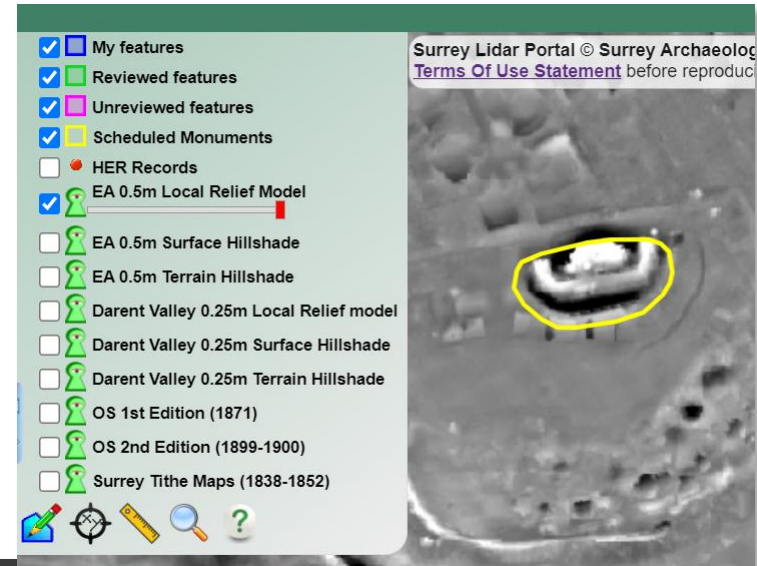 My features
Reviewed features
Unreviewed features
Scheduled Monuments
HER Records
EA 0.5m Local Relief Model
EA 0.5m Surface Hillshade
EA 0.5m Terrain Hillshade
Darent Valley 0.25m Local Relief model
Darent Valley 0.25m Surface Hillshade
Darent Valley 0.25m Terrain Hillshade
OS 1st Edition (1871)
OS 2nd Edition (1899-1900)
Surrey Tithe Maps (1838-1852)
?
Surrey Lidar Portal © Surrey Archaeolog
Terms Of Use Statement before reproduc